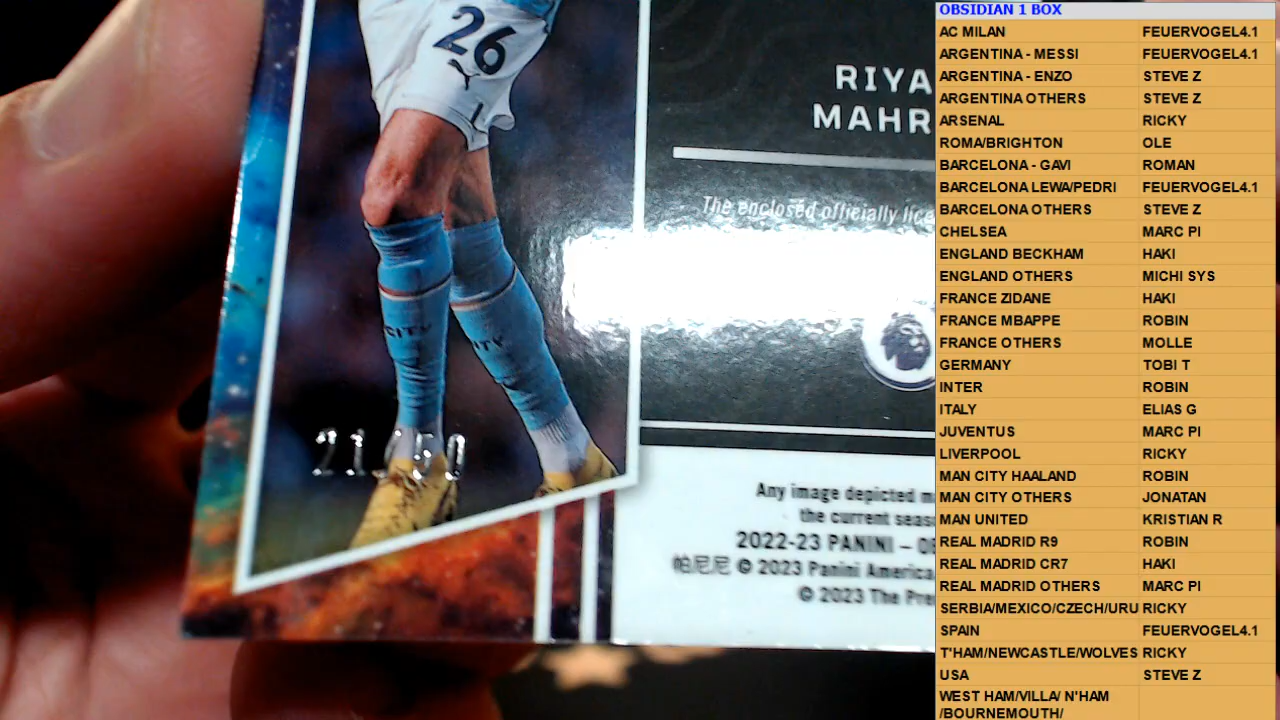 26
RIYA
MAHR
The enclosed officially lice
CITY
CITY
Any image depicted
the current seas
2022-23 PANINI –
帕尼尼 © 2023 Panini America
© 2023 The Pre
OBSIDIAN 1 BOX
AC MILAN FEUERVOGEL4.1
ARGENTINA - MESSI FEUERVOGEL4.1
ARGENTINA - ENZO STEVE Z
ARGENTINA OTHERS STEVE Z
ARSENAL RICKY
ROMA/BRIGHTON OLE
BARCELONA - GAVI ROMAN
BARCELONA LEWA/PEDRI FEUERVOGEL4.1
BARCELONA OTHERS STEVE Z
CHELSEA MARC PI
ENGLAND BECKHAM HAKI
ENGLAND OTHERS MICHI SYS
FRANCE ZIDANE HAKI
FRANCE MBAPPE ROBIN
FRANCE OTHERS MOLLE
GERMANY TOBI T
INTER ROBIN
ITALY ELIAS G
JUVENTUS MARC PI
LIVERPOOL RICKY
MAN CITY HAALAND ROBIN
MAN CITY OTHERS JONATAN
MAN UNITED KRISTIAN R
REAL MADRID R9 ROBIN
REAL MADRID CR7 HAKI
REAL MADRID OTHERS MARC PI
SERBIA/MEXICO/CZECH/URU RICKY
SPAIN FEUERVOGEL4.1
T'HAM/NEWCASTLE/WOLVES RICKY
USA STEVE Z
WEST HAM/VILLA/ N'HAM
/BOURNEMOUTH/